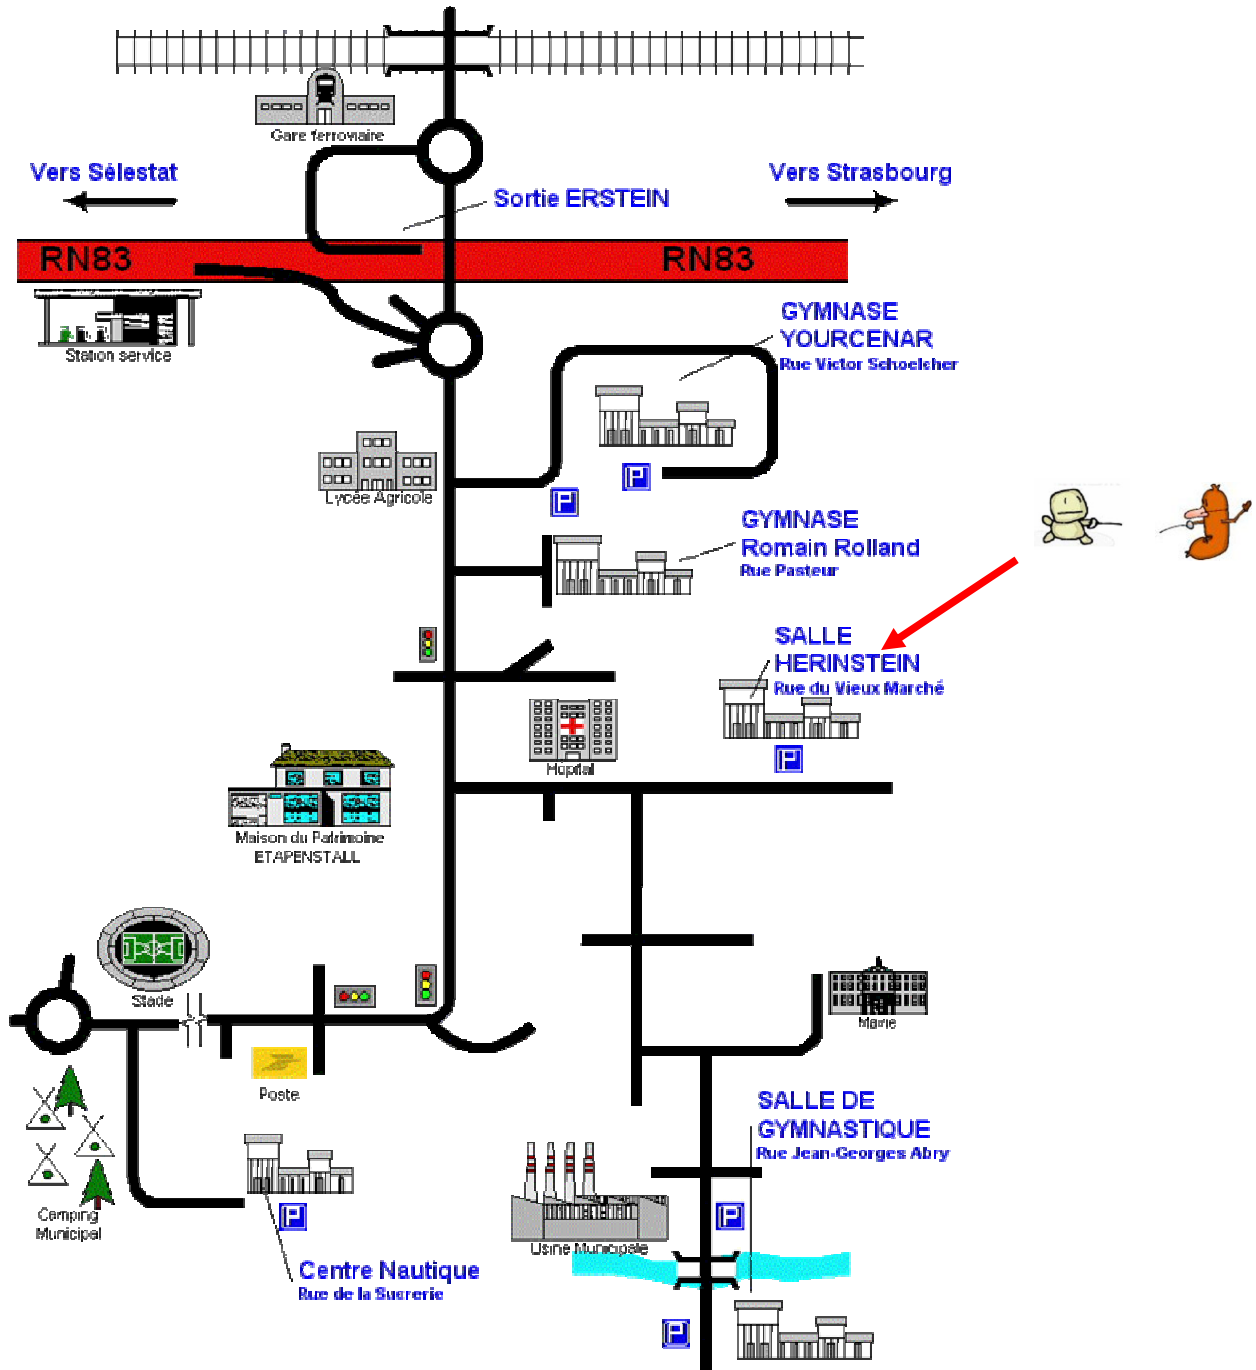 Gare ferroviaire
Vers Sélestat
Vers Strasbourg
Sortie ERSTEIN
RN83
RN83
Station service
GYMNASE
YOURCENAR
Rue Victor Schoelcher
Lycée Agricole
P
P
GYMNASE
Romain Rolland
Rue Pasteur
SALLE
HERINSTEIN
Rue du Vieux Marché
P
Hopital
Maison du Patrimoine
ETAPENSTALL
Stade
Mairie
Poste
SALLE DE
GYMNASTIQUE
Rue Jean-Georges Abry
Camping
Municipal
P
P
Usine Municipale
Centre Nautique
Rue de la Sucrerie
P